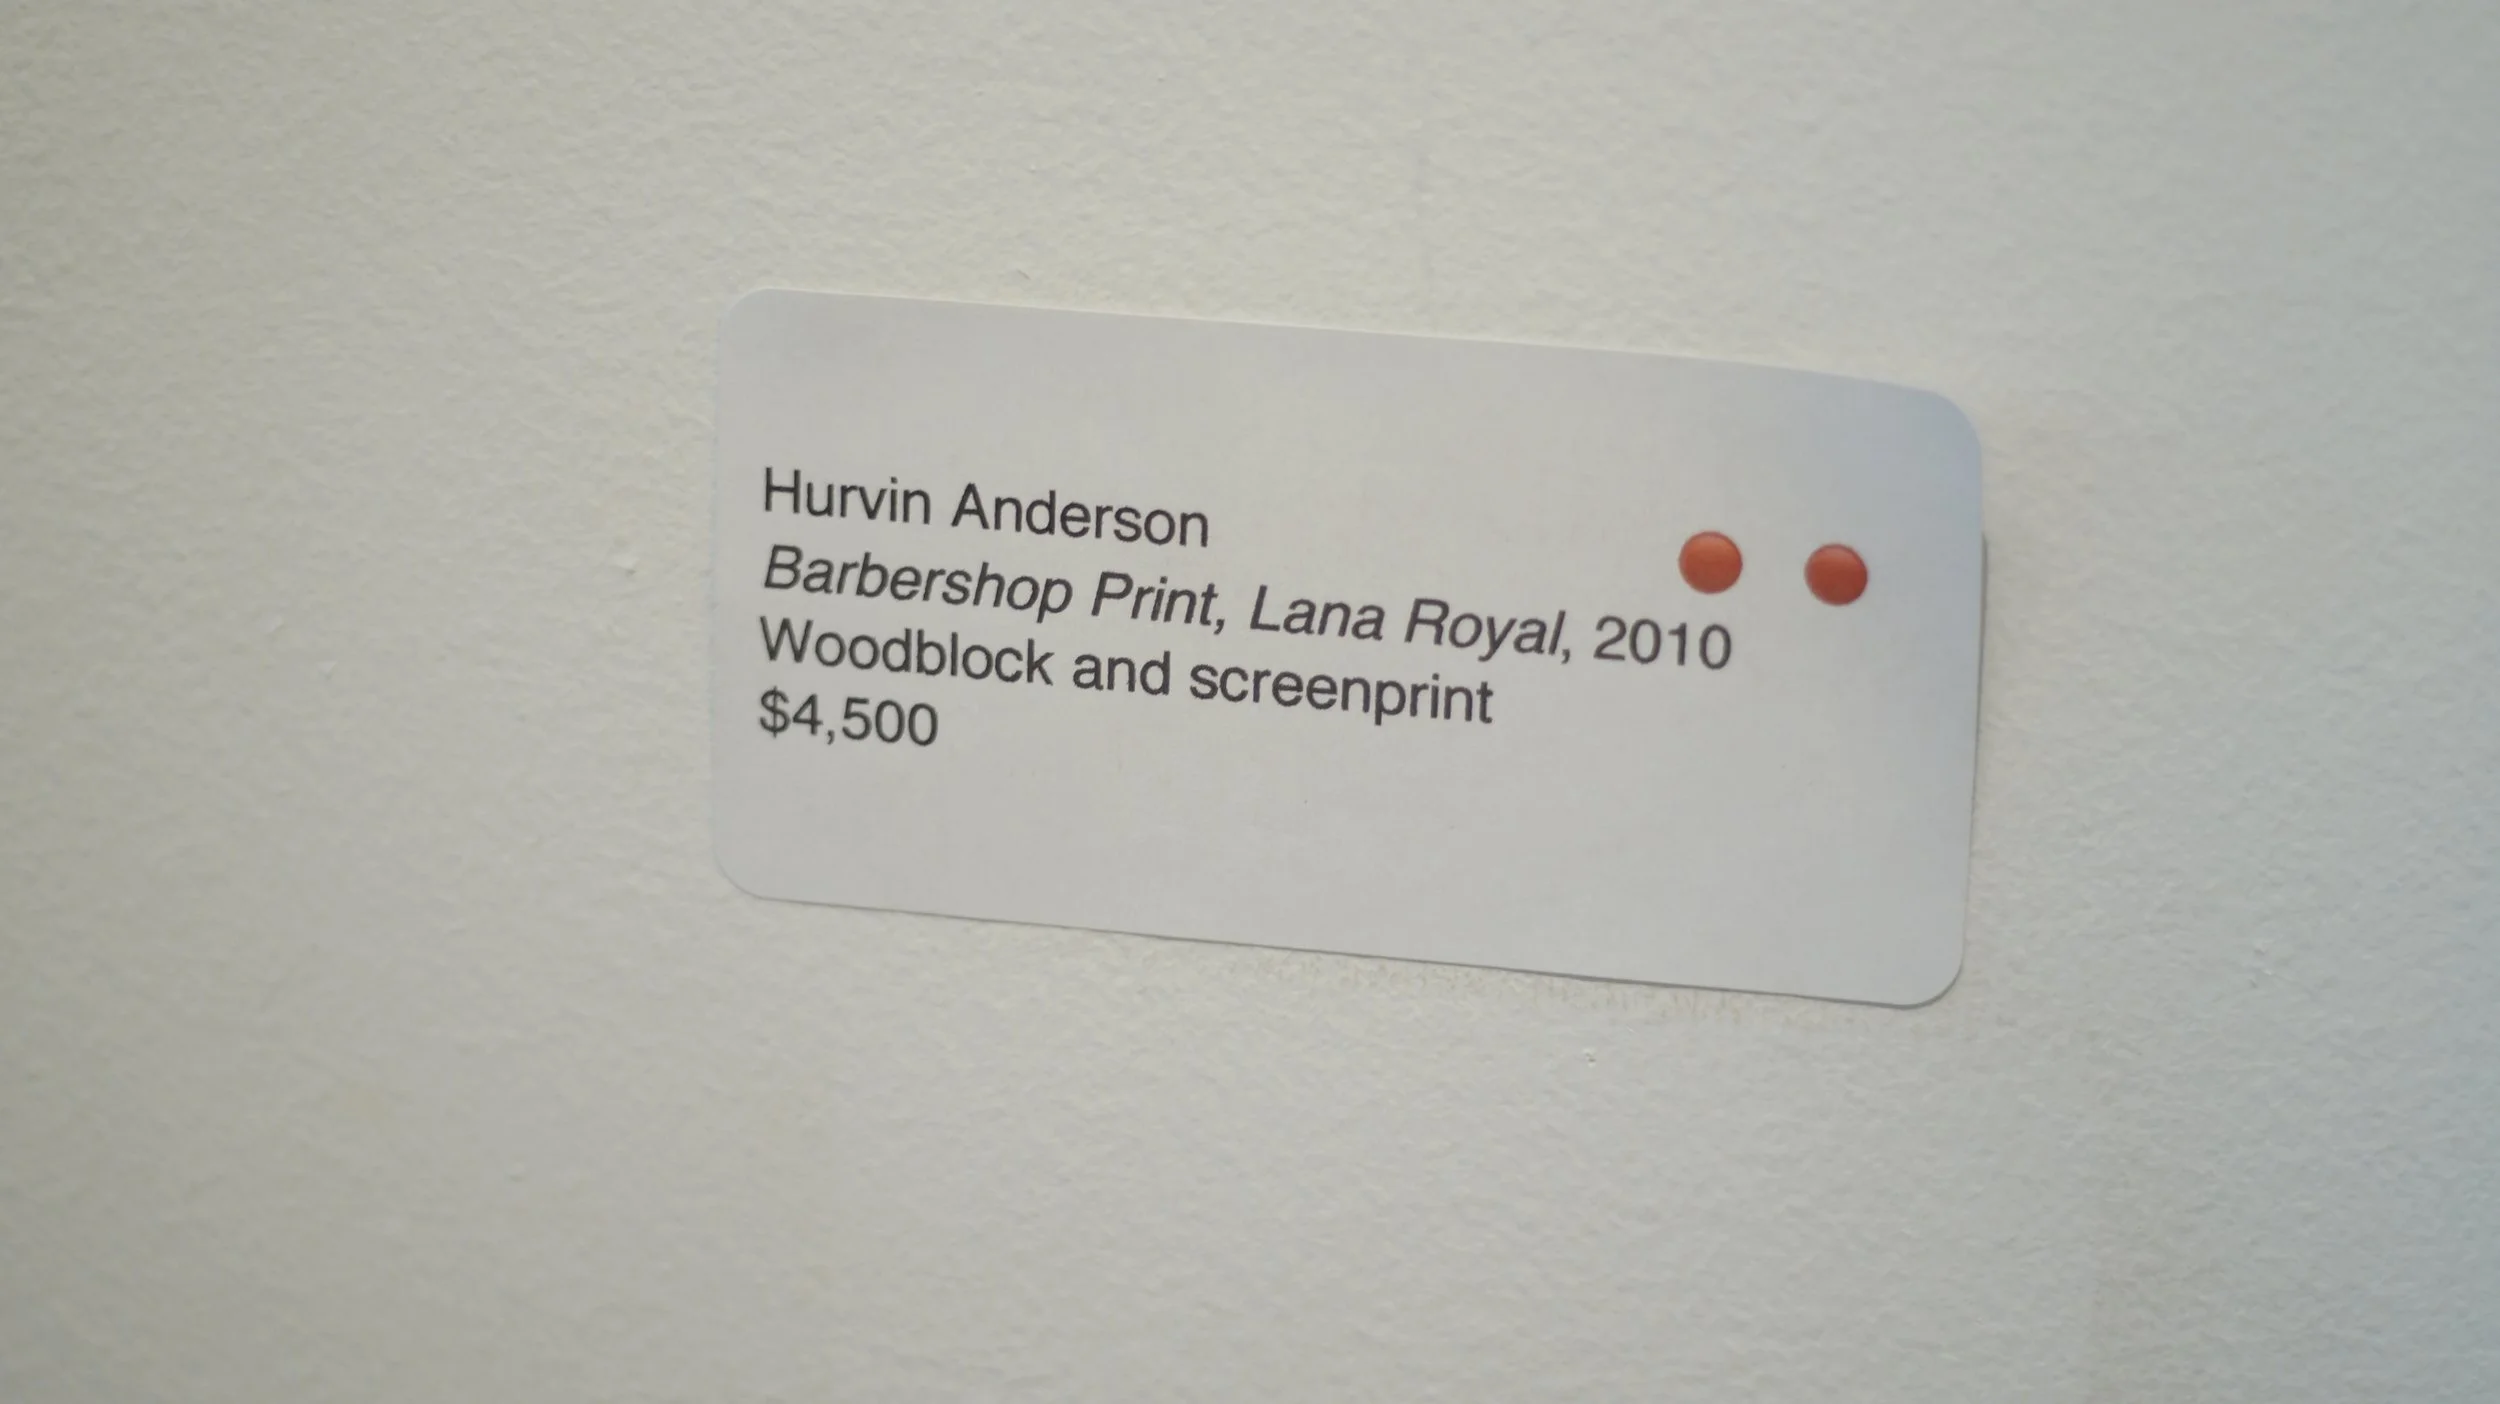 Hurvin Anderson
Barbershop Print, Lana Royal, 2010
Woodblock and screenprint
$4,500